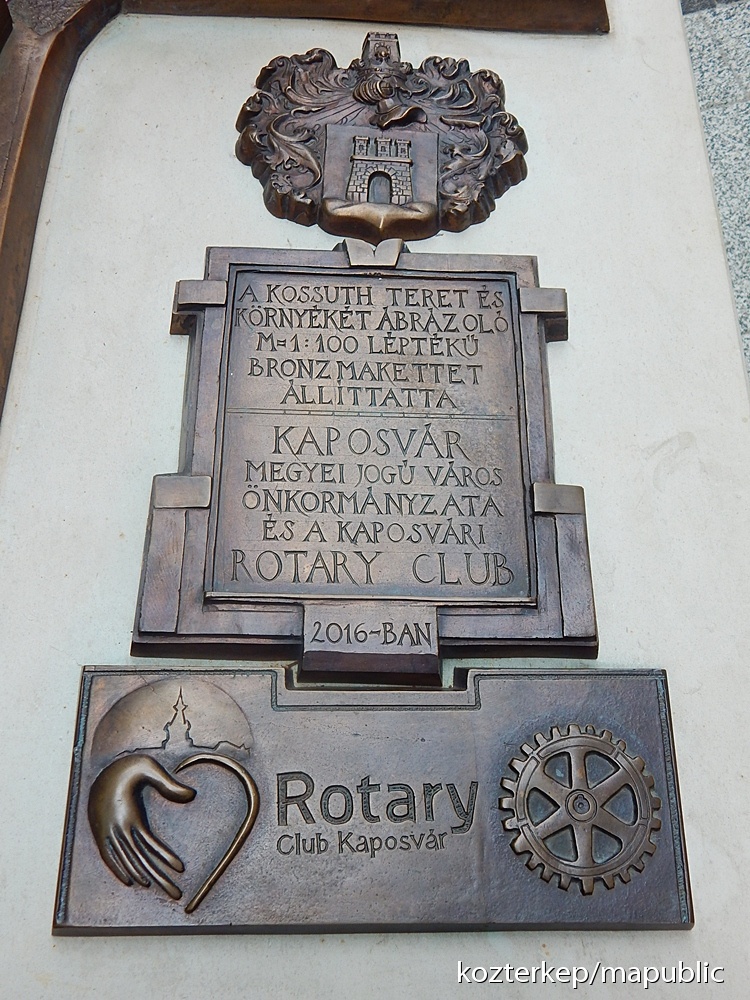 A KOSSUTH TERET ÉS
KÖRNYÉKÉT ÁBRÁZOLÓ
M=1:100 LÉPTÉKŰ
BRONZ MAKETTET
ÁLLÍTTATTA
KAPOSVÁR
MEGYEI JOGÚ VÁROS
ÖNKORMÁNYZATA
ÉS A KAPOSVÁRI
ROTARY CLUB
2016-BAN
Rotary
Club Kaposvár
kozterkep/mapublic